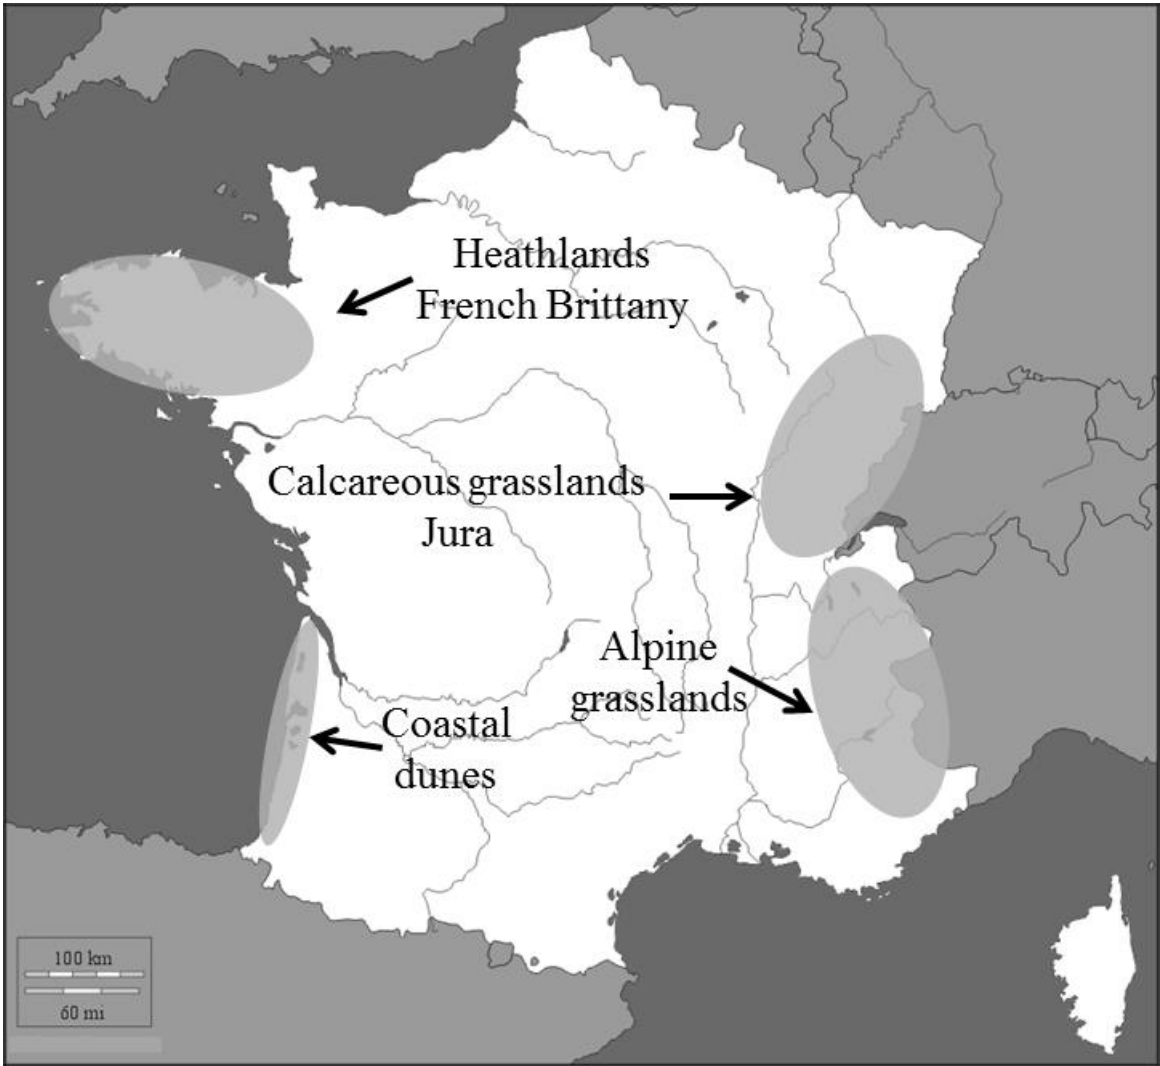 Heathlands
French Brittany
Calcareous grasslands
Jura
Alpine
grasslands
Coastal
dunes
100 km
60 mi